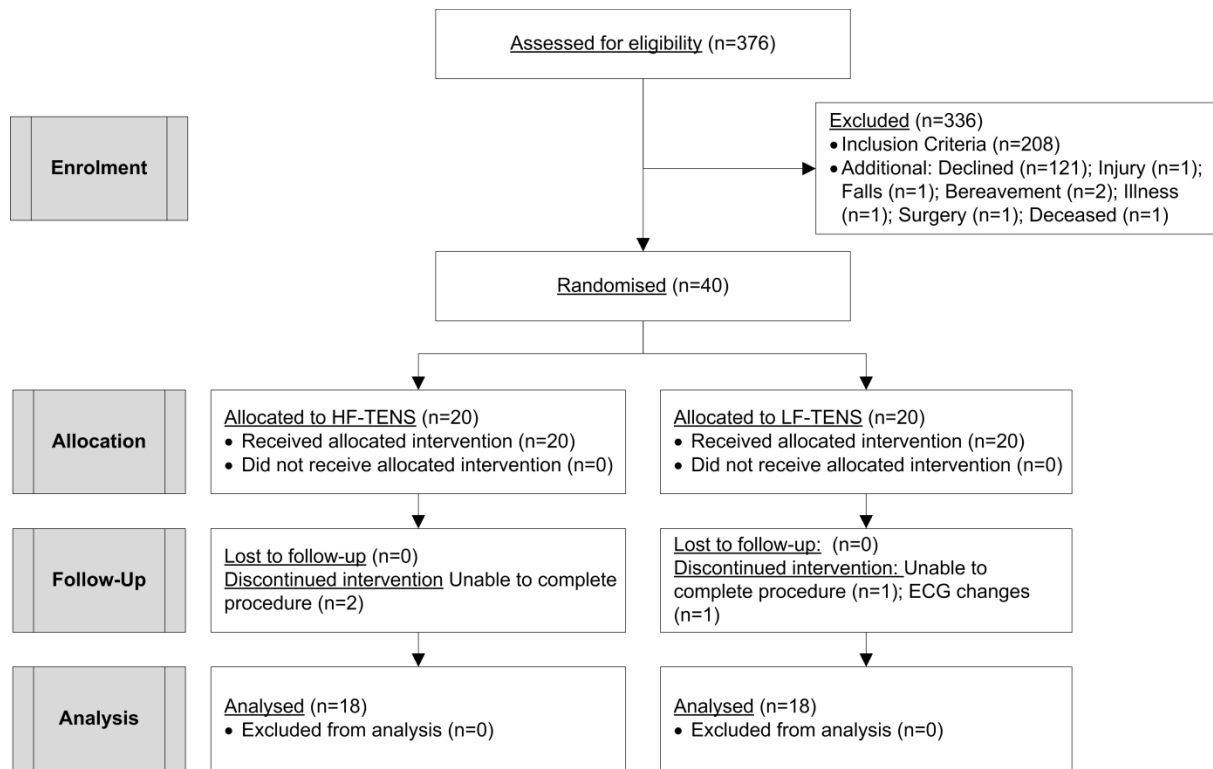 Assessed for eligibility (n=376)
Enrolment
Excluded (n=336)
• Inclusion Criteria (n=208)
• Additional: Declined (n=121); Injury (n=1);
Falls (n=1); Bereavement (n=2); Illness
(n=1); Surgery (n=1); Deceased (n=1)
Randomised (n=40)
Allocation
Allocated to HF-TENS (n=20)
• Received allocated intervention (n=20)
• Did not receive allocated intervention (n=0)
Allocated to LF-TENS (n=20)
• Received allocated intervention (n=20)
• Did not receive allocated intervention (n=0)
Follow-Up
Lost to follow-up (n=0)
Discontinued intervention Unable to complete
procedure (n=2)
Lost to follow-up: (n=0)
Discontinued intervention: Unable to
complete procedure (n=1); ECG changes
(n=1)
Analysis
Analysed (n=18)
• Excluded from analysis (n=0)
Analysed (n=18)
• Excluded from analysis (n=0)